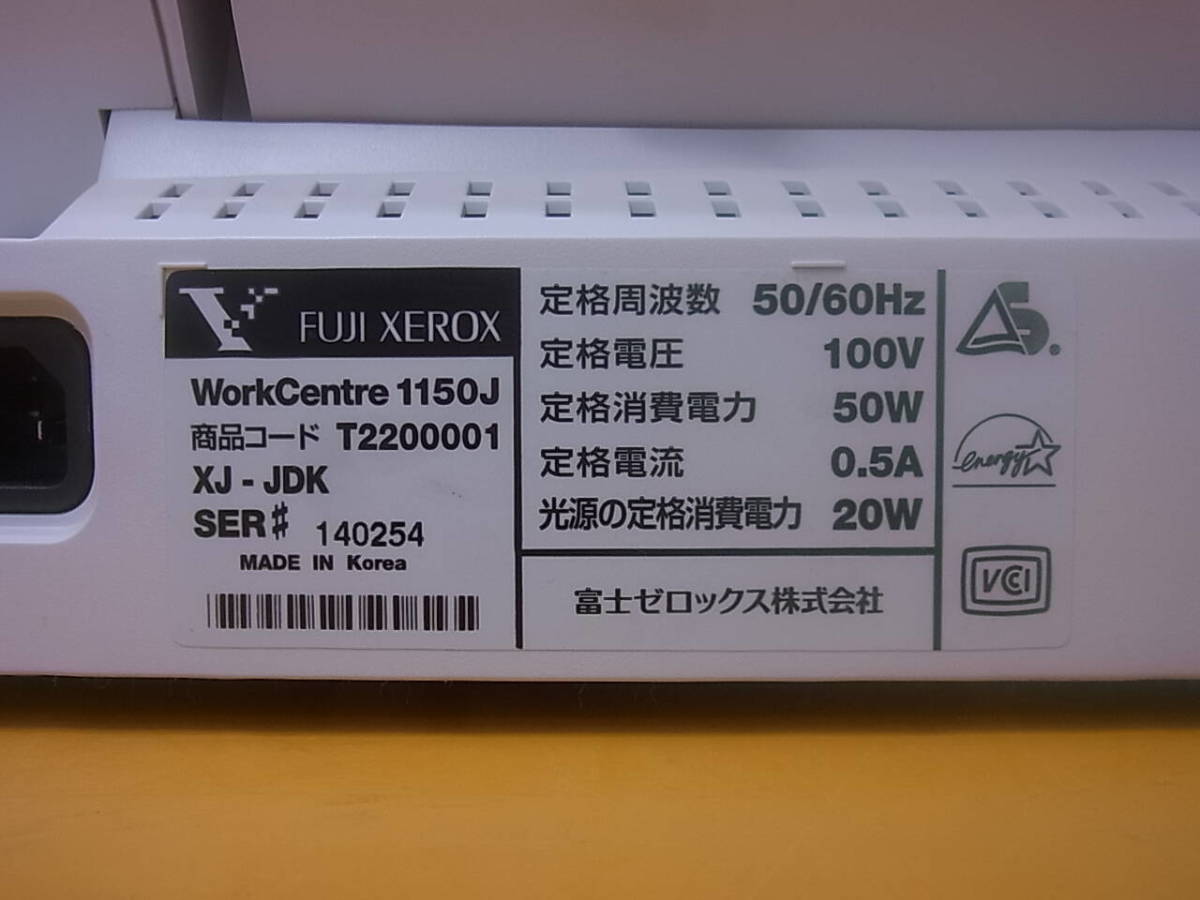 FUJI XEROX
WorkCentre 1150J
商品コード T2200001
XJ - JDK
SER# 140254
MADE IN Korea
定格周波数 50/60Hz
定格電圧 100V
定格消費電力 50W
定格電流 0.5A
光源の定格消費電力 20W
富士ゼロックス株式会社
energy
VCCI